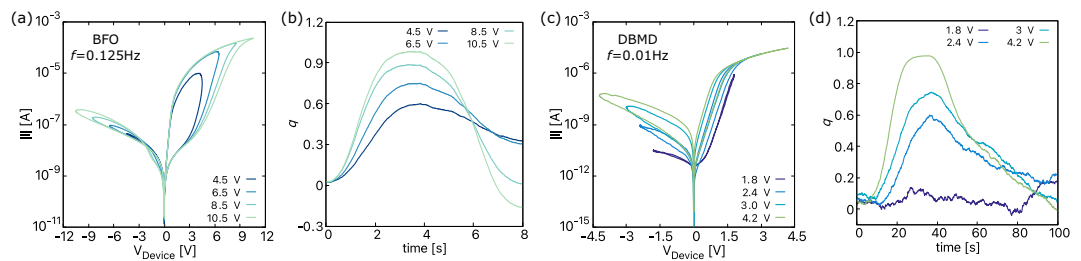 (a)
BFO
f=0.125Hz
10⁻³
10⁻⁵
10⁻⁷
10⁻⁹
10⁻¹¹
|I| [A]
4.5 V
6.5 V
8.5 V
10.5 V
−12 −9 −6 −3 0 3 6 9 12
V_Device [V]
(b)
4.5 V 8.5 V
6.5 V 10.5 V
1.2
0.9
0.6
0.3
0
−0.3
q
0 2 4 6 8
time [s]
(c)
DBMD
f=0.01Hz
10⁻³
10⁻⁶
10⁻⁹
10⁻¹²
10⁻¹⁵
|I| [A]
1.8 V
2.4 V
3.0 V
4.2 V
−4.5 −3 −1.5 0 1.5 3 4.5
V_Device [V]
(d)
1.8 V 3 V
2.4 V 4.2 V
1.2
1
0.8
0.6
0.4
0.2
0
q
0 20 40 60 80 100
time [s]